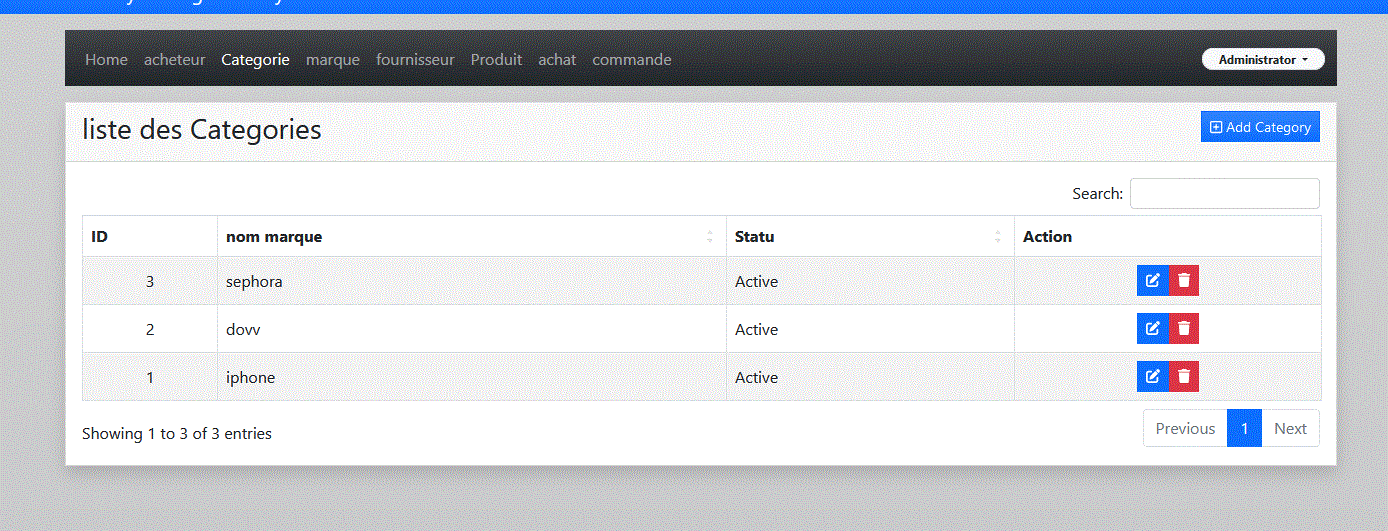 Home acheteur Categorie marque fournisseur Produit achat commande Administrator
liste des Categories Add Category
Search:
ID nom marque Statu Action
3 sephora Active
2 dovv Active
1 iphone Active
Showing 1 to 3 of 3 entries Previous 1 Next